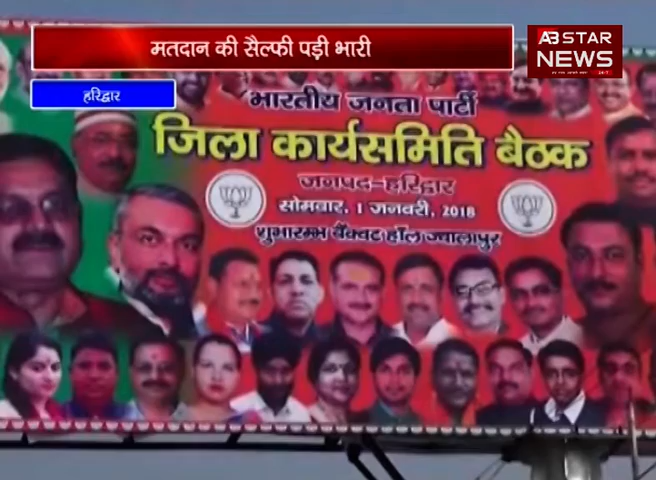 मतदान की सैल्फी पड़ी भारी
AB STAR
NEWS
हरिद्वार
भारतीय जनता पार्टी
जिला कार्यसमिति बैठक
जनपद-हरिद्वार
सोमवार, 1 जनवरी, 2018
शुभारम्भ बैंक्वट हॉल ज्वालापुर